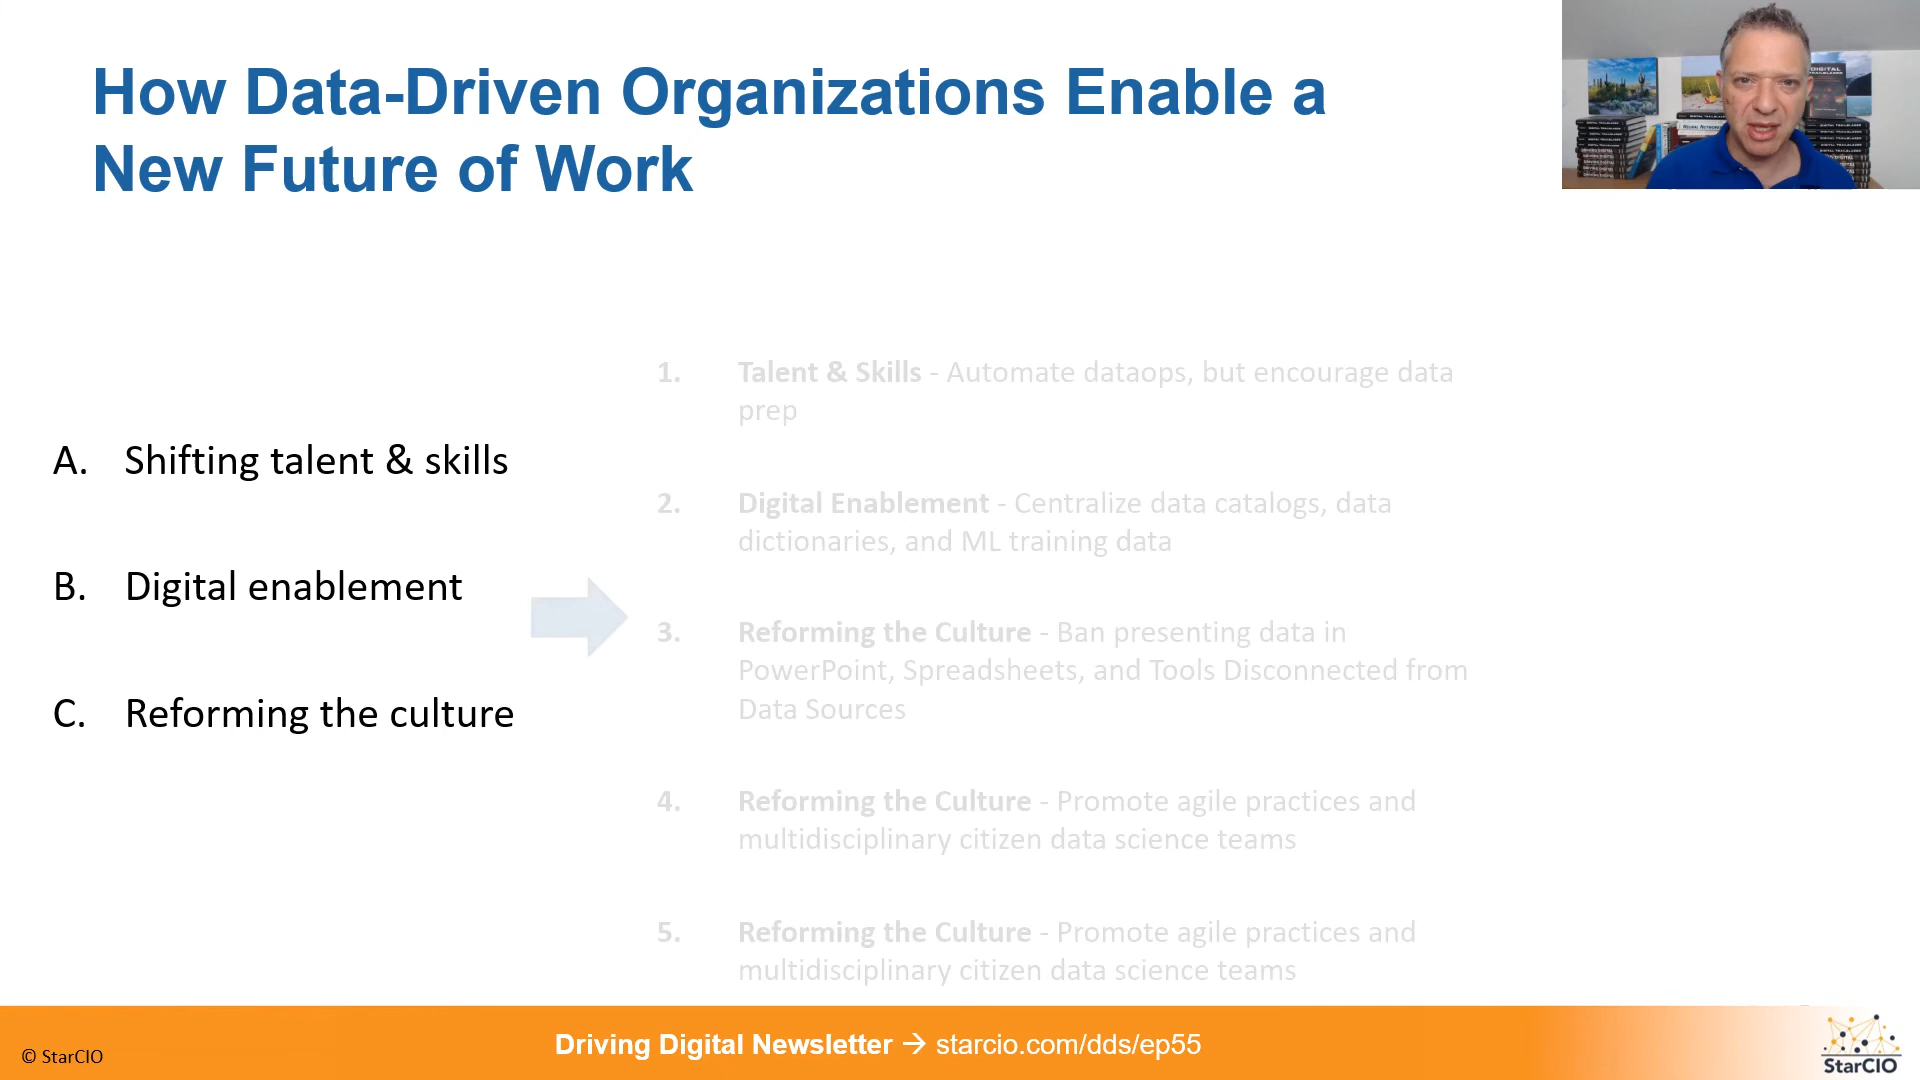 How Data-Driven Organizations Enable a
New Future of Work
A. Shifting talent & skills
B. Digital enablement
C. Reforming the culture
1. Talent & Skills - Automate dataops, but encourage data
prep
2. Digital Enablement - Centralize data catalogs, data
dictionaries, and ML training data
3. Reforming the Culture - Ban presenting data in
PowerPoint, Spreadsheets, and Tools Disconnected from
Data Sources
4. Reforming the Culture - Promote agile practices and
multidisciplinary citizen data science teams
5. Reforming the Culture - Promote agile practices and
multidisciplinary citizen data science teams
© StarCIO
Driving Digital Newsletter → starcio.com/dds/ep55
StarCIO